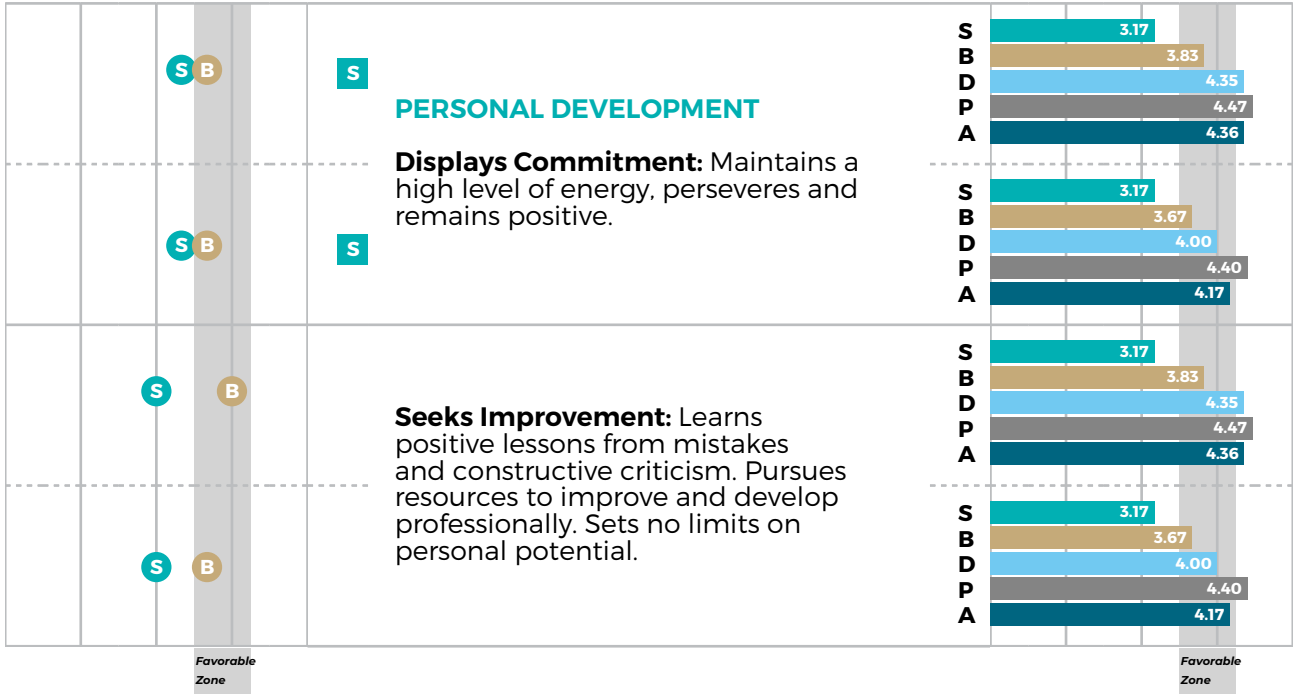 S B
S
S B
S
PERSONAL DEVELOPMENT
Displays Commitment: Maintains a
high level of energy, perseveres and
remains positive.
S 3.17
B 3.83
D 4.35
P 4.47
A 4.36
S 3.17
B 3.67
D 4.00
P 4.40
A 4.17
S B
S B
Seeks Improvement: Learns
positive lessons from mistakes
and constructive criticism. Pursues
resources to improve and develop
professionally. Sets no limits on
personal potential.
S 3.17
B 3.83
D 4.35
P 4.47
A 4.36
S 3.17
B 3.67
D 4.00
P 4.40
A 4.17
Favorable
Zone
Favorable
Zone